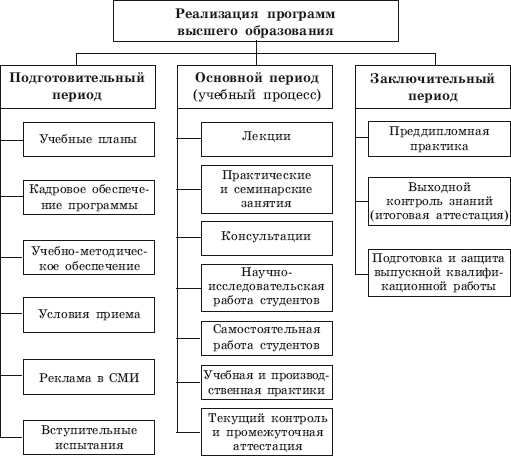 Реализация программ
высшего образования
Подготовительный
период
Учебные планы
Кадровое обеспече-
ние программы
Учебно-методичес-
кое обеспечение
Условия приема
Реклама в СМИ
Вступительные
испытания
Основной период
(учебный процесс)
Лекции
Практические
и семинарские
занятия
Консультации
Научно-
исследовательская
работа студентов
Самостоятельная
работа студентов
Учебная и производ-
ственная практики
Текущий контроль
и промежуточная
аттестация
Заключительный
период
Преддипломная
практика
Выходной
контроль знаний
(итоговая аттестация)
Подготовка и защита
выпускной квалифи-
кационной работы